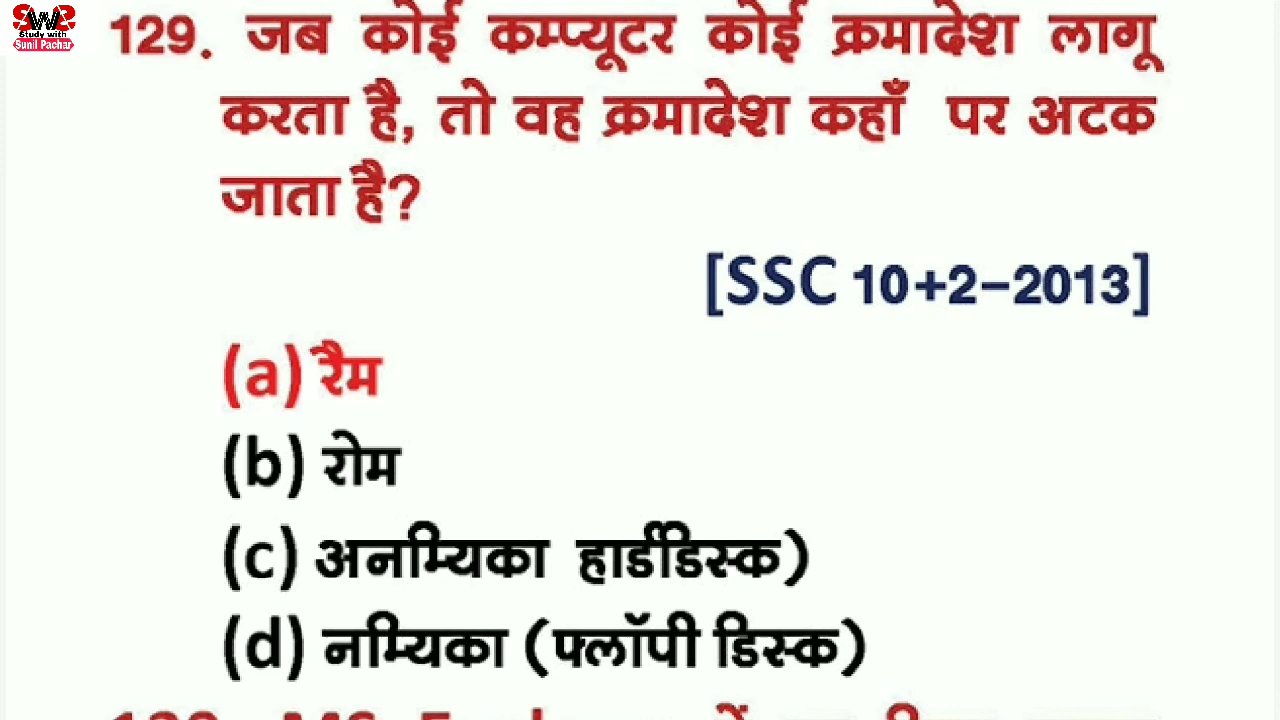 SWS
Study with
Sunil Pachar
129. जब कोई कम्प्यूटर कोई क्रमादेश लागू
करता है, तो वह क्रमादेश कहाँ पर अटक
जाता है?
[SSC 10+2-2013]
(a) रैम
(b) रोम
(c) अनम्यिका हार्डडिस्क)
(d) नम्यिका (फ्लॉपी डिस्क)